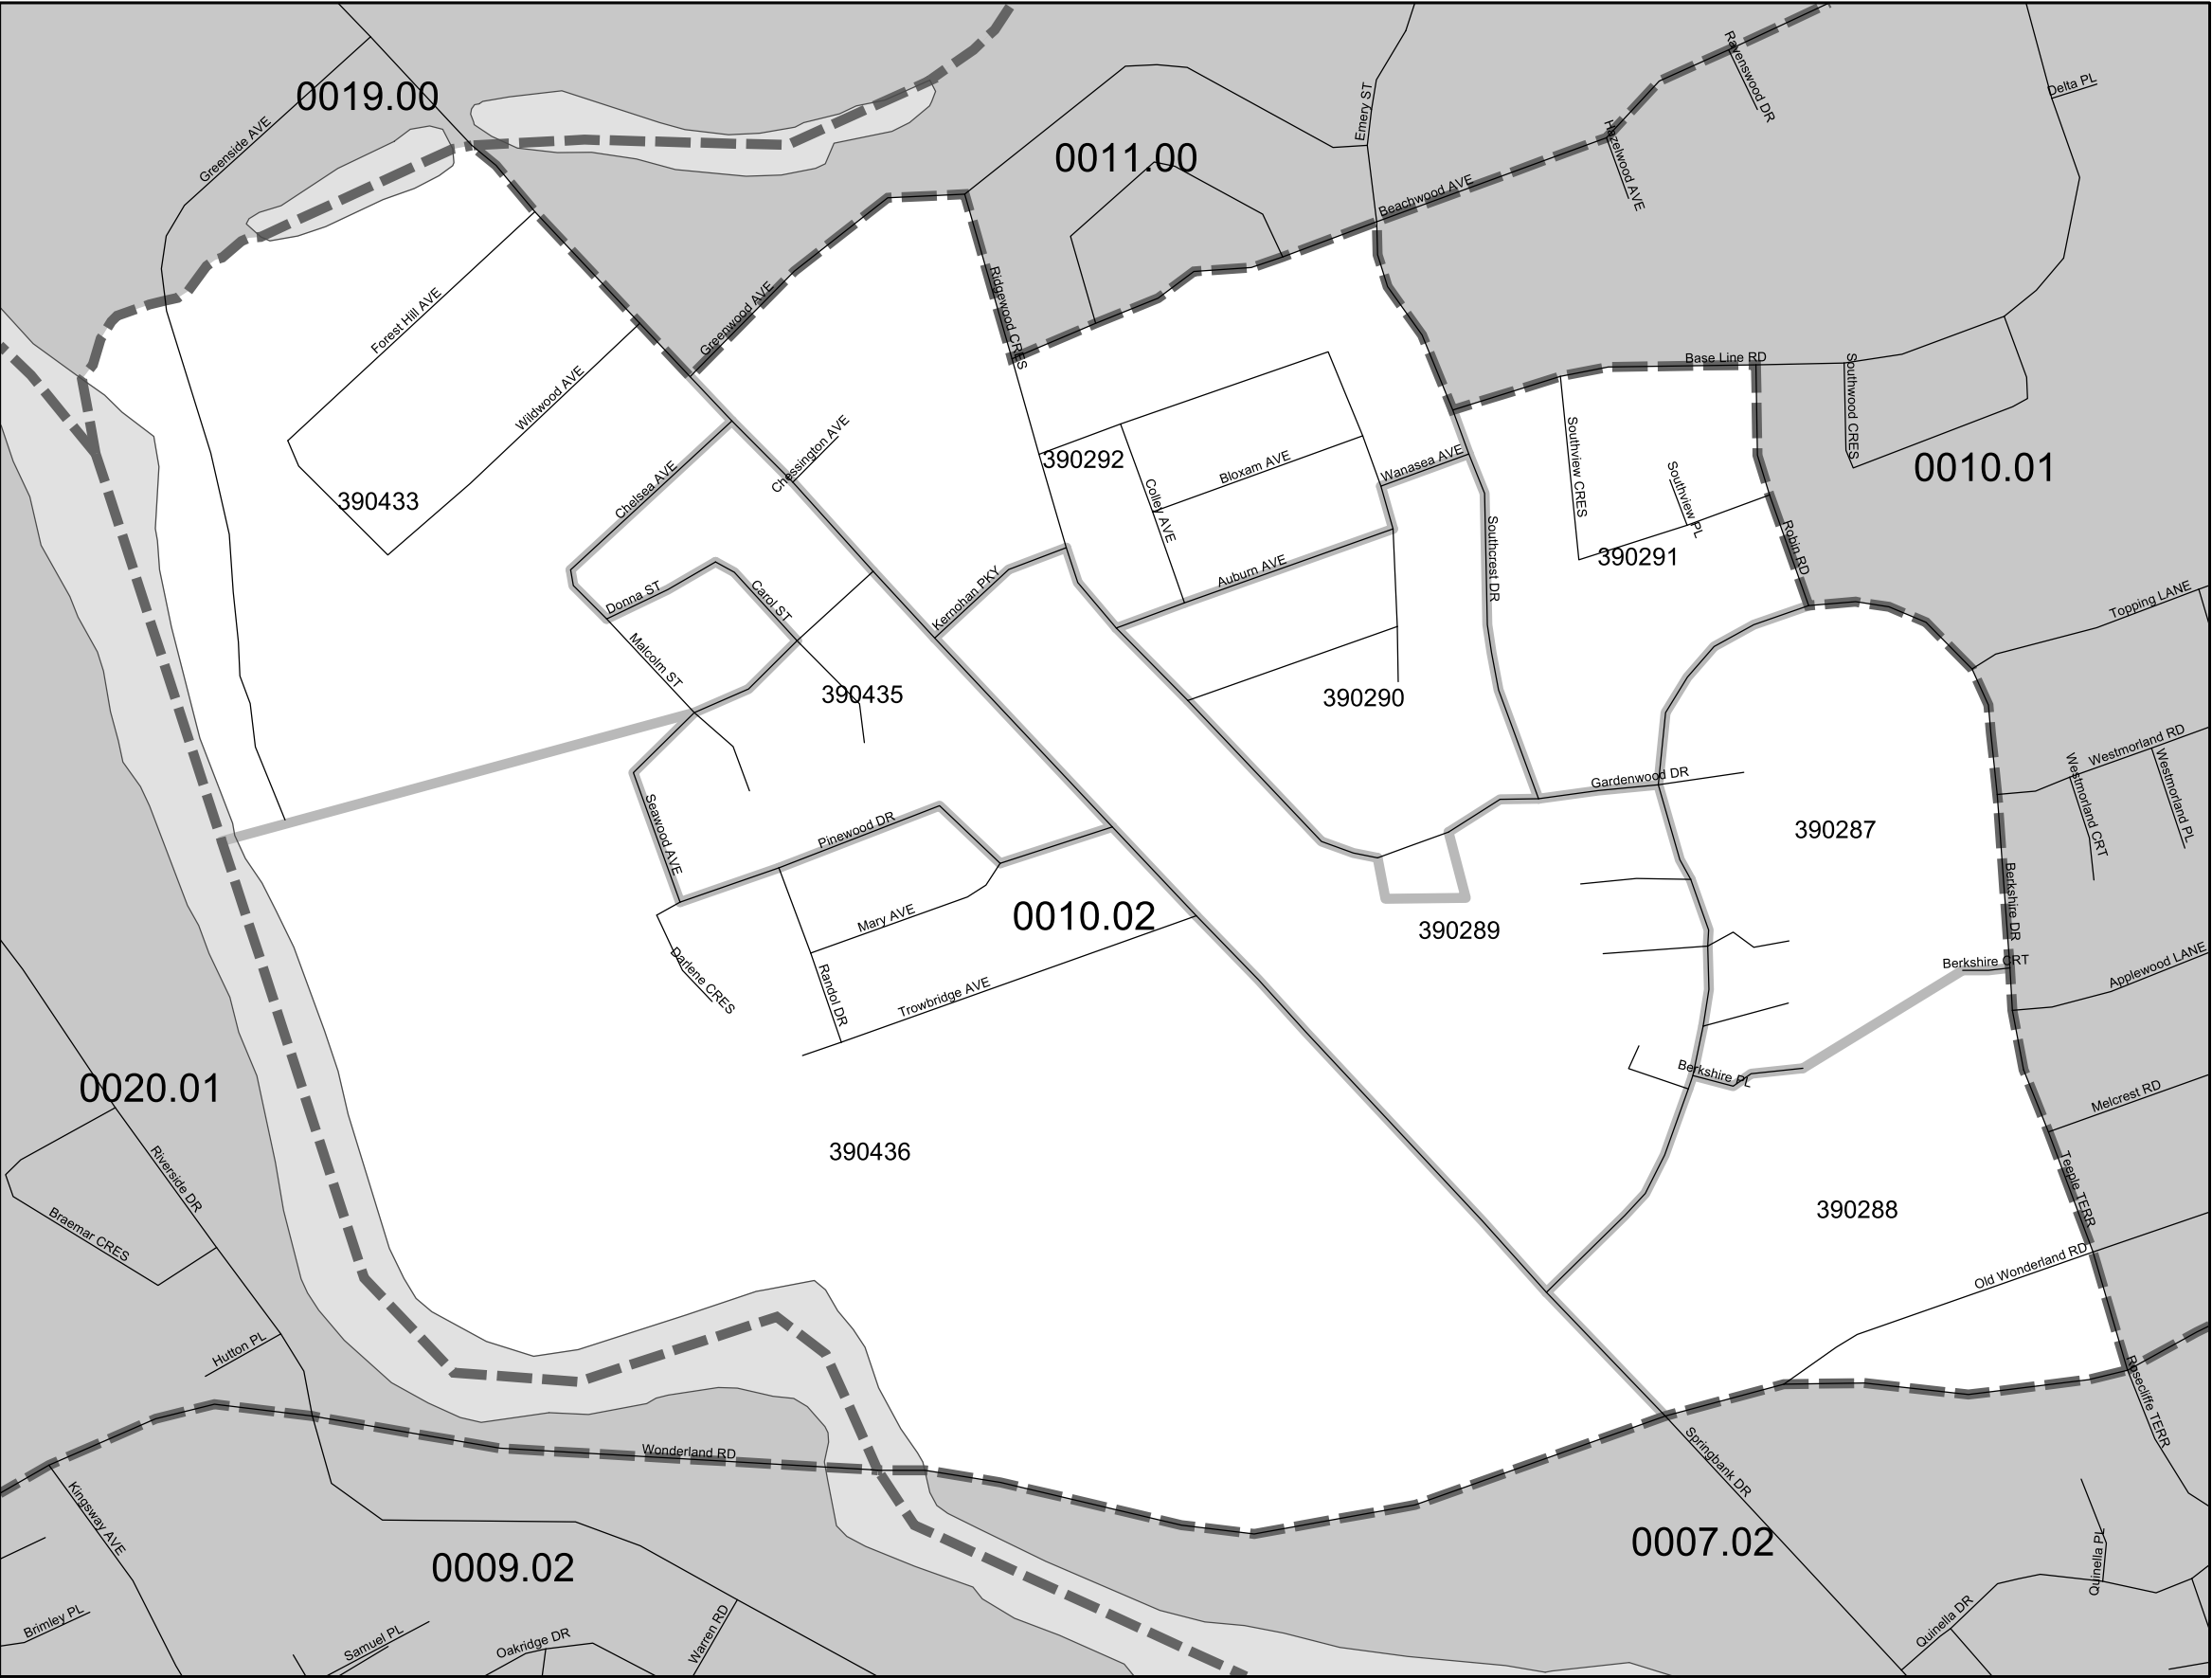 Ravenswood DR
Delta PL
0019.00
Emery ST
Greenside AVE
0011.00
Hazelwood AVE
Beachwood AVE
Ridgewood CRES
Greenwood AVE
Forest Hill AVE
Base Line RD
Southwood CRES
Wildwood AVE
Chessington AVE
390292
Bloxam AVE
Wanasea AVE
Southview CRES
Southview PL
0010.01
390433
Chelsea AVE
Colley AVE
Southcrest DR
Robin RD
390291
Auburn AVE
Kernohan PKY
Donna ST
Carol ST
Topping LANE
Malcolm ST
390435
390290
Westmorland RD
Westmorland CRT
Westmorland PL
Gardenwood DR
Seawood AVE
Pinewood DR
390287
Mary AVE
0010.02
390289
Berkshire DR
Darlene CRES
Randol DR
Trowbridge AVE
Berkshire CRT
Applewood LANE
0020.01
Berkshire PL
Melcrest RD
Riverside DR
390436
Teeple TERR
390288
Braemar CRES
Old Wonderland RD
Hutton PL
Rosecliffe TERR
Wonderland RD
Springbank DR
Kingsway AVE
0007.02
0009.02
Quinella PL
Brimley PL
Samuel PL
Oakridge DR
Warren RD
Quinella DR